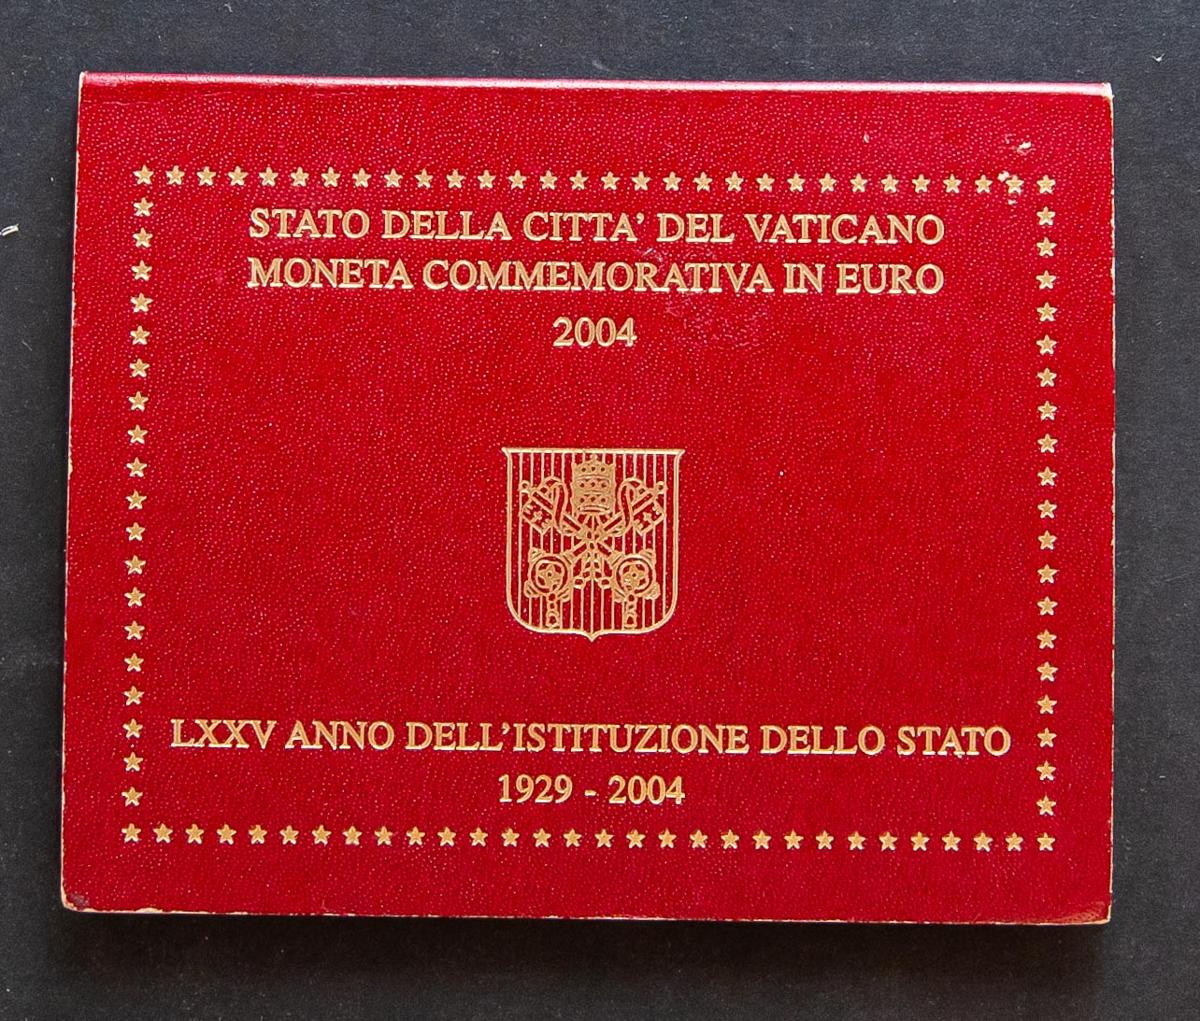 STATO DELLA CITTA' DEL VATICANO
MONETA COMMEMORATIVA IN EURO
2004
LXXV ANNO DELL'ISTITUZIONE DELLO STATO
1929 - 2004